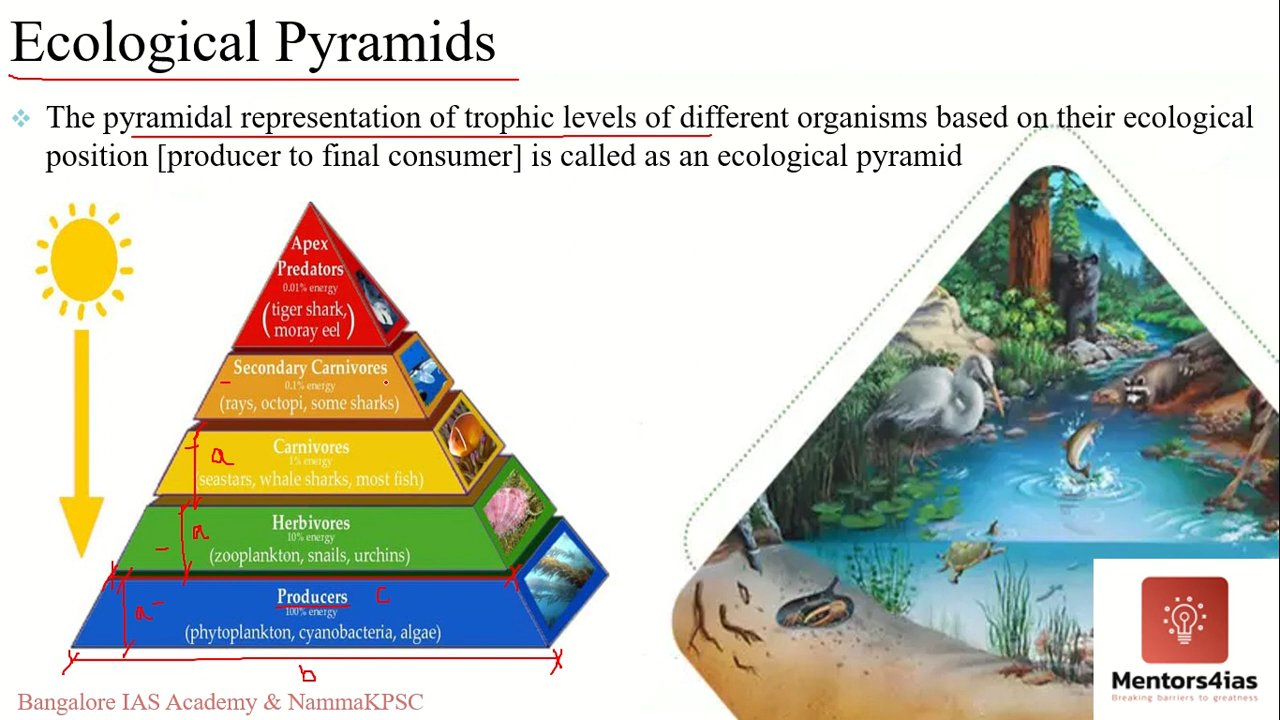 Ecological Pyramids
The pyramidal representation of trophic levels of different organisms based on their ecological
position [producer to final consumer] is called as an ecological pyramid
Apex
Predators
0.01% energy
(tiger shark,
moray eel)
Secondary Carnivores
0.1% energy
(rays, octopi, some sharks)
Carnivores
1% energy
(seastars, whale sharks, most fish)
a
Herbivores
10% energy
(zooplankton, snails, urchins)
a
Producers c
100% energy
(phytoplankton, cyanobacteria, algae)
a
b
Bangalore IAS Academy & NammaKPSC
Mentors4ias
Breaking barriers to greatness